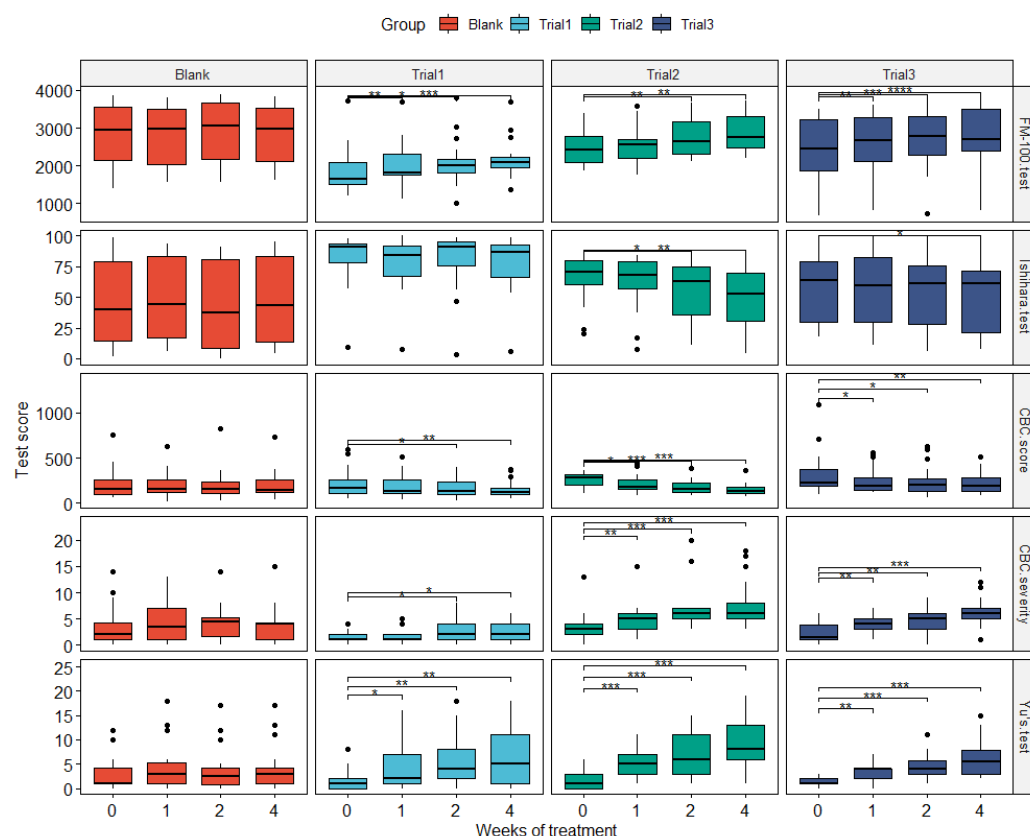 Group Blank Trial1 Trial2 Trial3
Blank Trial1 Trial2 Trial3
Test score
4000
3000
2000
1000
** * ***
** **
** *** ****
FM-100.test
100
75
50
25
0
* **
*
Ishihara.test
1000
500
0
* **
* *** ***
* * **
CBC.score
20
15
10
5
0
* *
** *** ***
** ** ***
CBC.severity
25
20
15
10
5
0
* ** **
*** *** ***
** *** ***
Yu's.test
0 1 2 4 0 1 2 4 0 1 2 4 0 1 2 4
Weeks of treatment